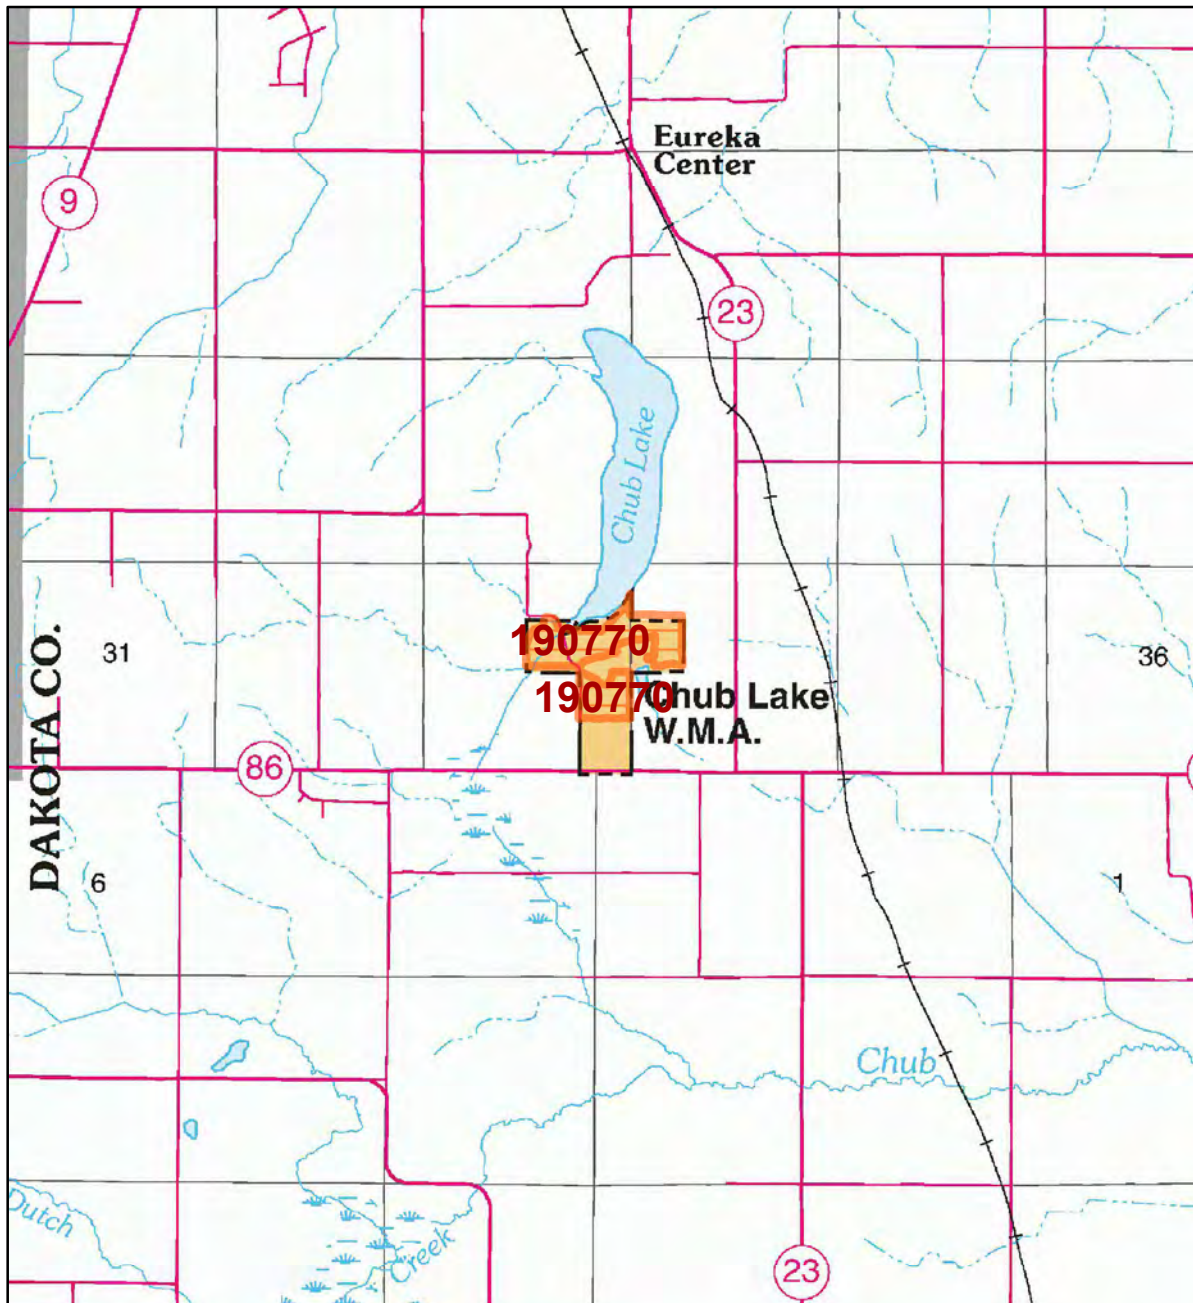 Eureka
Center
9
23
Chub Lake
190770
31
36
190770
Chub Lake
W.M.A.
DAKOTA CO.
86
6
1
Chub
Dutch
Creek
23